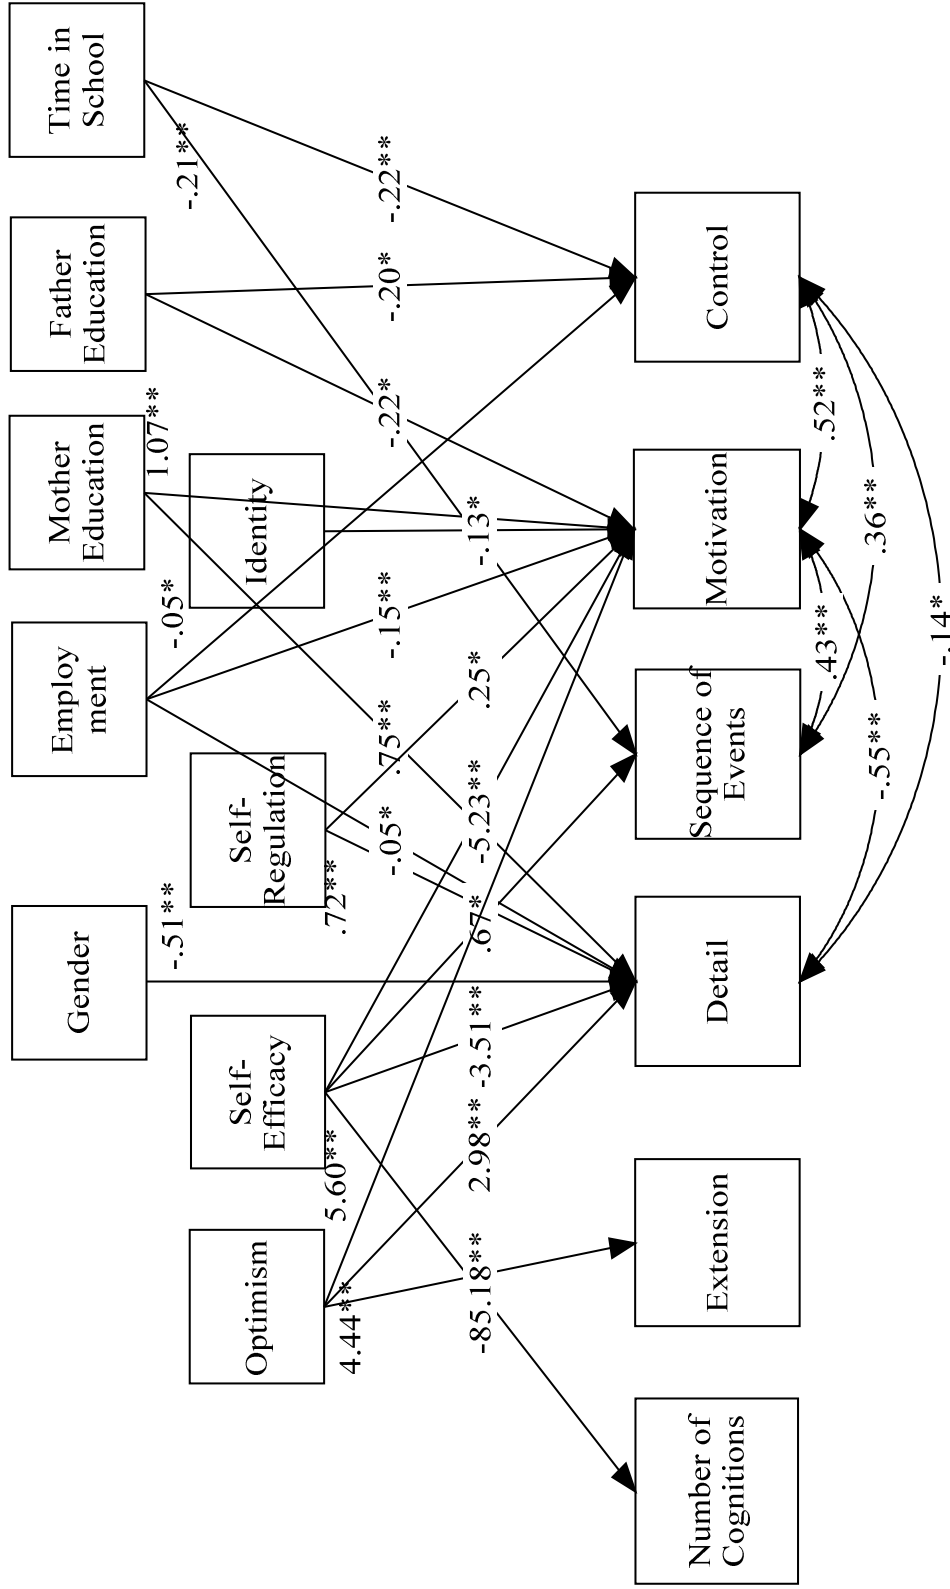 Gender
Employ
ment
Mother
Education
Father
Education
Time in
School
Optimism
Self-
Efficacy
Self-
Regulation
Identity
-.51**
-.05*
1.07**
-.21**
4.44**
5.60**
.72**
-.05*
.75**
-.15**
-.22*
-.20*
-.22**
-85.18**
2.98**
-3.51**
.67*
-5.23**
.25*
-.13*
Number of
Cognitions
Extension
Detail
Sequence of
Events
Motivation
Control
.43**
.52**
-.55**
.36**
-.14*